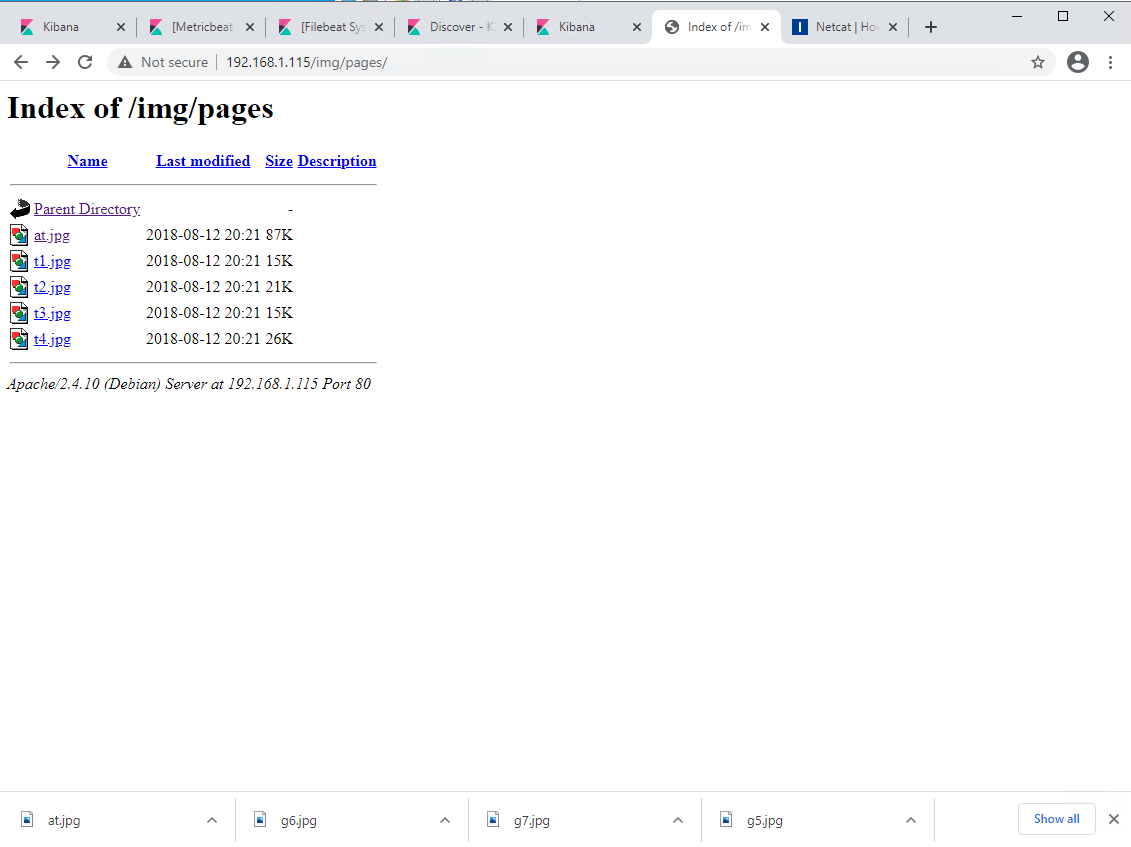 Kibana
[Metricbeat
[Filebeat Sys
Discover - K
Kibana
Index of /im
Netcat | Ho
Not secure
192.168.1.115/img/pages/
Index of /img/pages
Name Last modified Size Description
Parent Directory -
at.jpg 2018-08-12 20:21 87K
t1.jpg 2018-08-12 20:21 15K
t2.jpg 2018-08-12 20:21 21K
t3.jpg 2018-08-12 20:21 15K
t4.jpg 2018-08-12 20:21 26K
Apache/2.4.10 (Debian) Server at 192.168.1.115 Port 80
at.jpg
g6.jpg
g7.jpg
g5.jpg
Show all